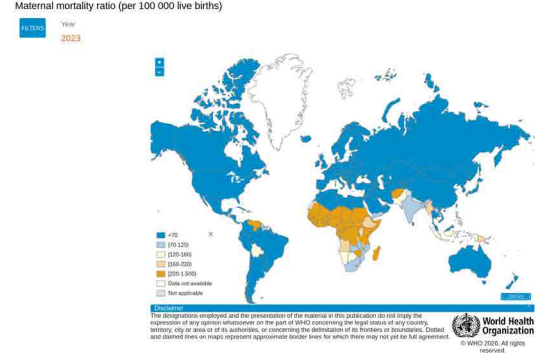 Maternal mortality ratio (per 100 000 live births)
FILTERS
Year
2023
+
−
<70
[70-120)
[120-160)
[160-220)
[220-1,500)
Data not available
Not applicable
Disclaimer
The designations employed and the presentation of the material in this publication do not imply the
expression of any opinion whatsoever on the part of WHO concerning the legal status of any country,
territory, city or area or of its authorities, or concerning the delimitation of its frontiers or boundaries. Dotted
and dashed lines on maps represent approximate border lines for which there may not yet be full agreement.
World Health
Organization
© WHO 2026. All rights
reserved.